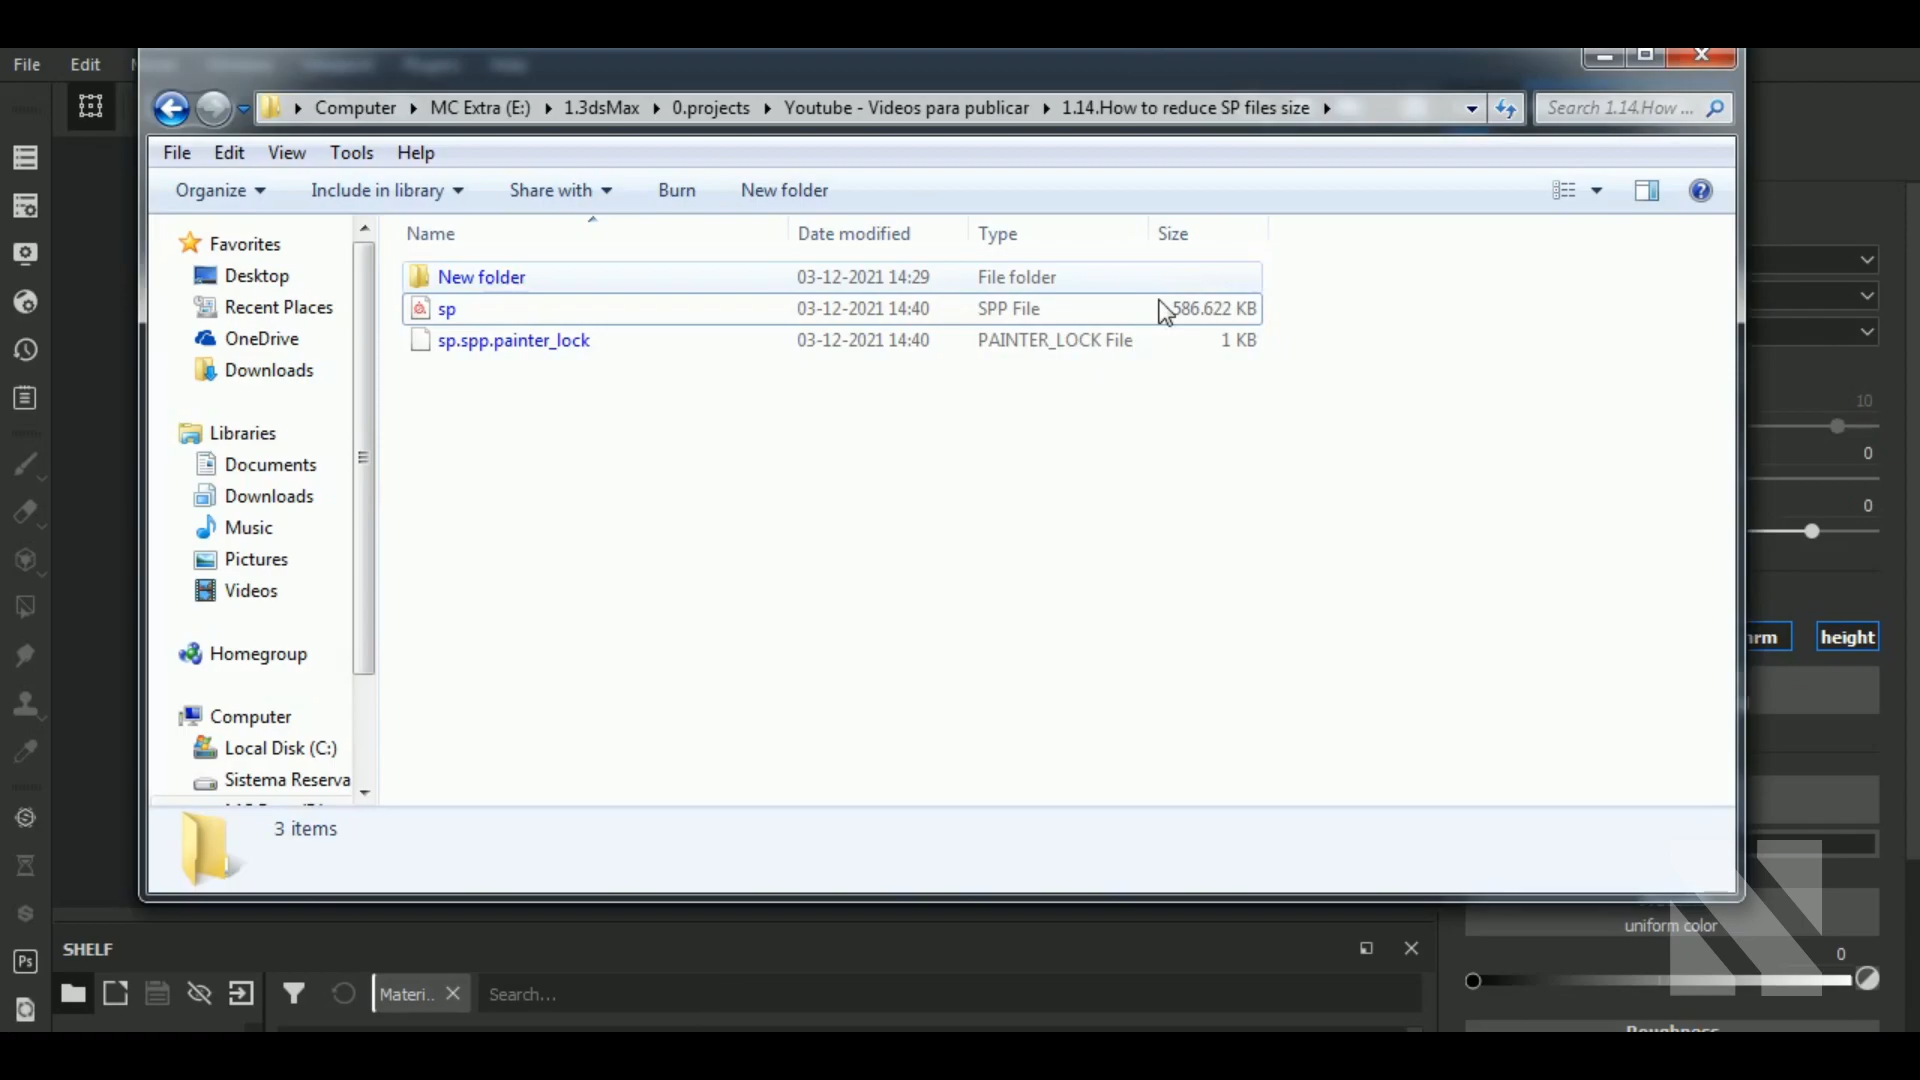 File Edit
Computer MC Extra (E:) 1.3dsMax 0.projects Youtube - Videos para publicar 1.14.How to reduce SP files size Search 1.14.How ...
File Edit View Tools Help
Organize Include in library Share with Burn New folder
Name Date modified Type Size
Favorites
Desktop
Recent Places
OneDrive
Downloads
Libraries
Documents
Downloads
Music
Pictures
Videos
Homegroup
Computer
Local Disk (C:)
Sistema Reserva
New folder 03-12-2021 14:29 File folder
sp 03-12-2021 14:40 SPP File 586.622 KB
sp.spp.painter_lock 03-12-2021 14:40 PAINTER_LOCK File 1 KB
3 items
10
0
0
nrm height
uniform color
0
Roughness
SHELF
Ps
Materi.. Search...